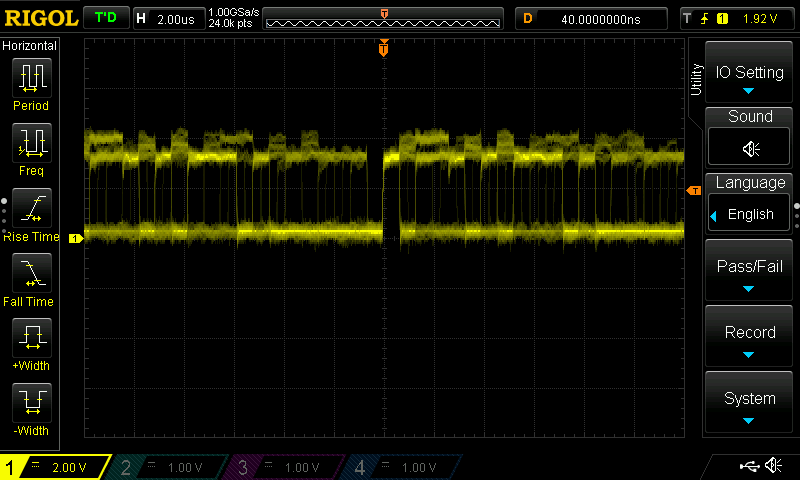 RIGOL T'D H 2.00us 1.00GSa/s 24.0k pts T D 40.0000000ns T 1 1.92 V
Horizontal
Period
Freq
Rise Time
Fall Time
+Width
-Width
T
T
1
Utility
IO Setting
Sound
Language
English
Pass/Fail
Record
System
1 2.00 V 2 1.00 V 3 1.00 V 4 1.00 V